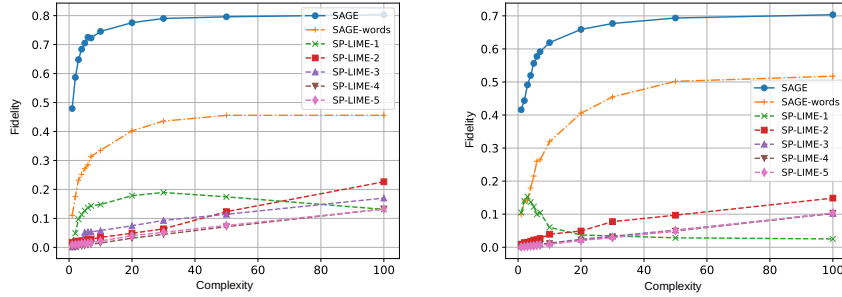 0.8
0.7
0.6
0.5
0.4
0.3
0.2
0.1
0.0
Fidelity
0
20
40
60
80
100
Complexity
SAGE
SAGE-words
SP-LIME-1
SP-LIME-2
SP-LIME-3
SP-LIME-4
SP-LIME-5
0.7
0.6
0.5
0.4
0.3
0.2
0.1
0.0
Fidelity
0
20
40
60
80
100
Complexity
SAGE
SAGE-words
SP-LIME-1
SP-LIME-2
SP-LIME-3
SP-LIME-4
SP-LIME-5